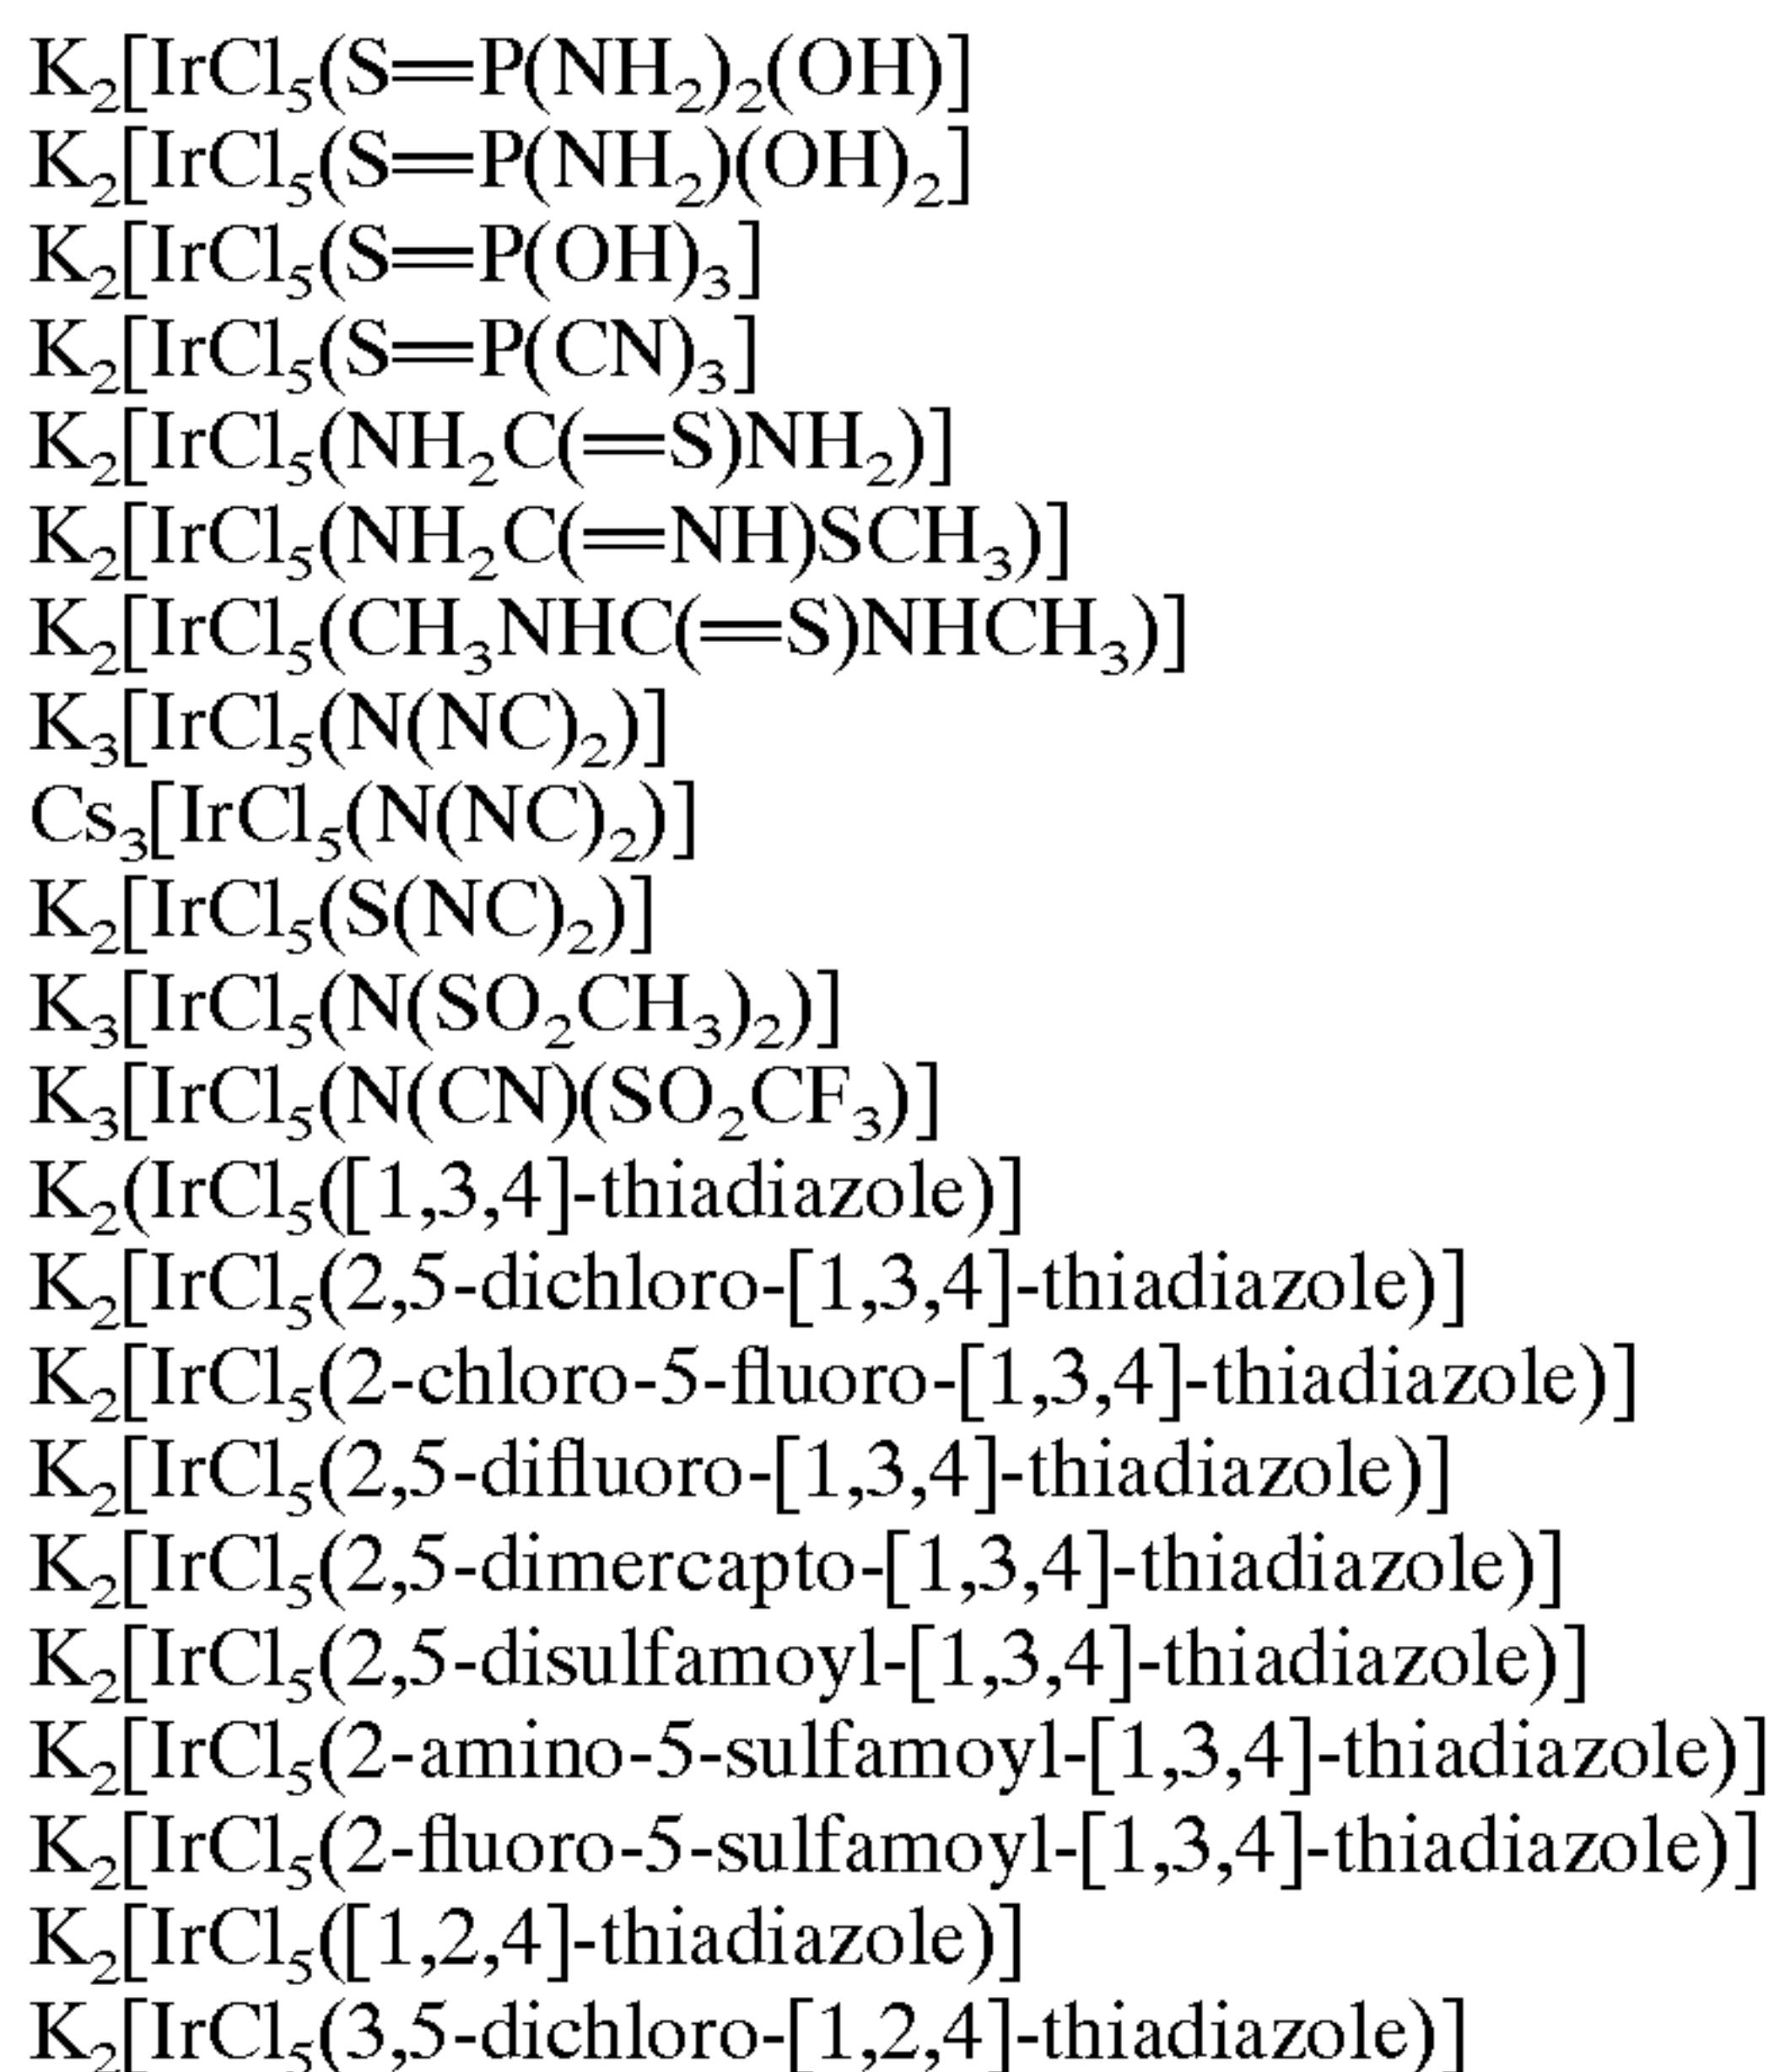 K₂[IrCl₅(S=P(NH₂)₂(OH)]
K₂[IrCl₅(S=P(NH₂)(OH)₂]
K₂[IrCl₅(S=P(OH)₃]
K₂[IrCl₅(S=P(CN)₃]
K₂[IrCl₅(NH₂C(=S)NH₂)]
K₂[IrCl₅(NH₂C(=NH)SCH₃)]
K₂[IrCl₅(CH₃NHC(=S)NHCH₃)]
K₃[IrCl₅(N(NC)₂)]
Cs₃[IrCl₅(N(NC)₂)]
K₂[IrCl₅(S(NC)₂)]
K₃[IrCl₅(N(SO₂CH₃)₂)]
K₃[IrCl₅(N(CN)(SO₂CF₃)]
K₂(IrCl₅([1,3,4]-thiadiazole)]
K₂[IrCl₅(2,5-dichloro-[1,3,4]-thiadiazole)]
K₂[IrCl₅(2-chloro-5-fluoro-[1,3,4]-thiadiazole)]
K₂[IrCl₅(2,5-difluoro-[1,3,4]-thiadiazole)]
K₂[IrCl₅(2,5-dimercapto-[1,3,4]-thiadiazole)]
K₂[IrCl₅(2,5-disulfamoyl-[1,3,4]-thiadiazole)]
K₂[IrCl₅(2-amino-5-sulfamoyl-[1,3,4]-thiadiazole)]
K₂[IrCl₅(2-fluoro-5-sulfamoyl-[1,3,4]-thiadiazole)]
K₂[IrCl₅([1,2,4]-thiadiazole)]
K₂[IrCl₅(3,5-dichloro-[1,2,4]-thiadiazole)]